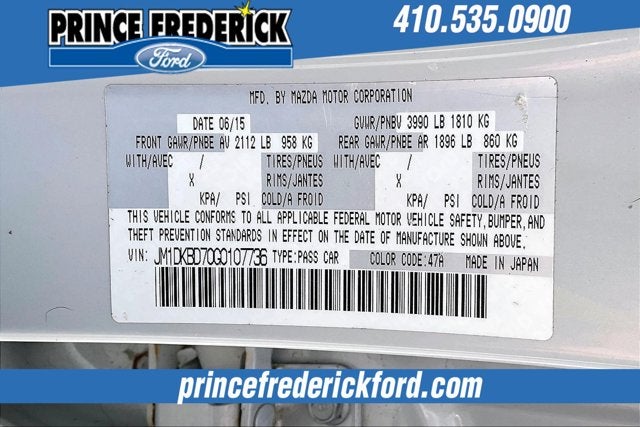 PRINCE FREDERICK
Ford
410.535.0900
MFD. BY MAZDA MOTOR CORPORATION
DATE 06/15 GVWR/PNBV 3990 LB 1810 KG
FRONT GAWR/PNBE AV 2112 LB 958 KG REAR GAWR/PNBE AR 1896 LB 860 KG
WITH/AVEC / TIRES/PNEUS WITH/AVEC / TIRES/PNEUS
X RIMS/JANTES X RIMS/JANTES
KPA/ PSI COLD/A FROID KPA/ PSI COLD/A FROID
THIS VEHICLE CONFORMS TO ALL APPLICABLE FEDERAL MOTOR VEHICLE SAFETY, BUMPER, AND
THEFT PREVENTION STANDARDS IN EFFECT ON THE DATE OF MANUFACTURE SHOWN ABOVE.
VIN: JM1DKBD70G0107736 TYPE:PASS CAR COLOR CODE:47A MADE IN JAPAN
princefrederickford.com